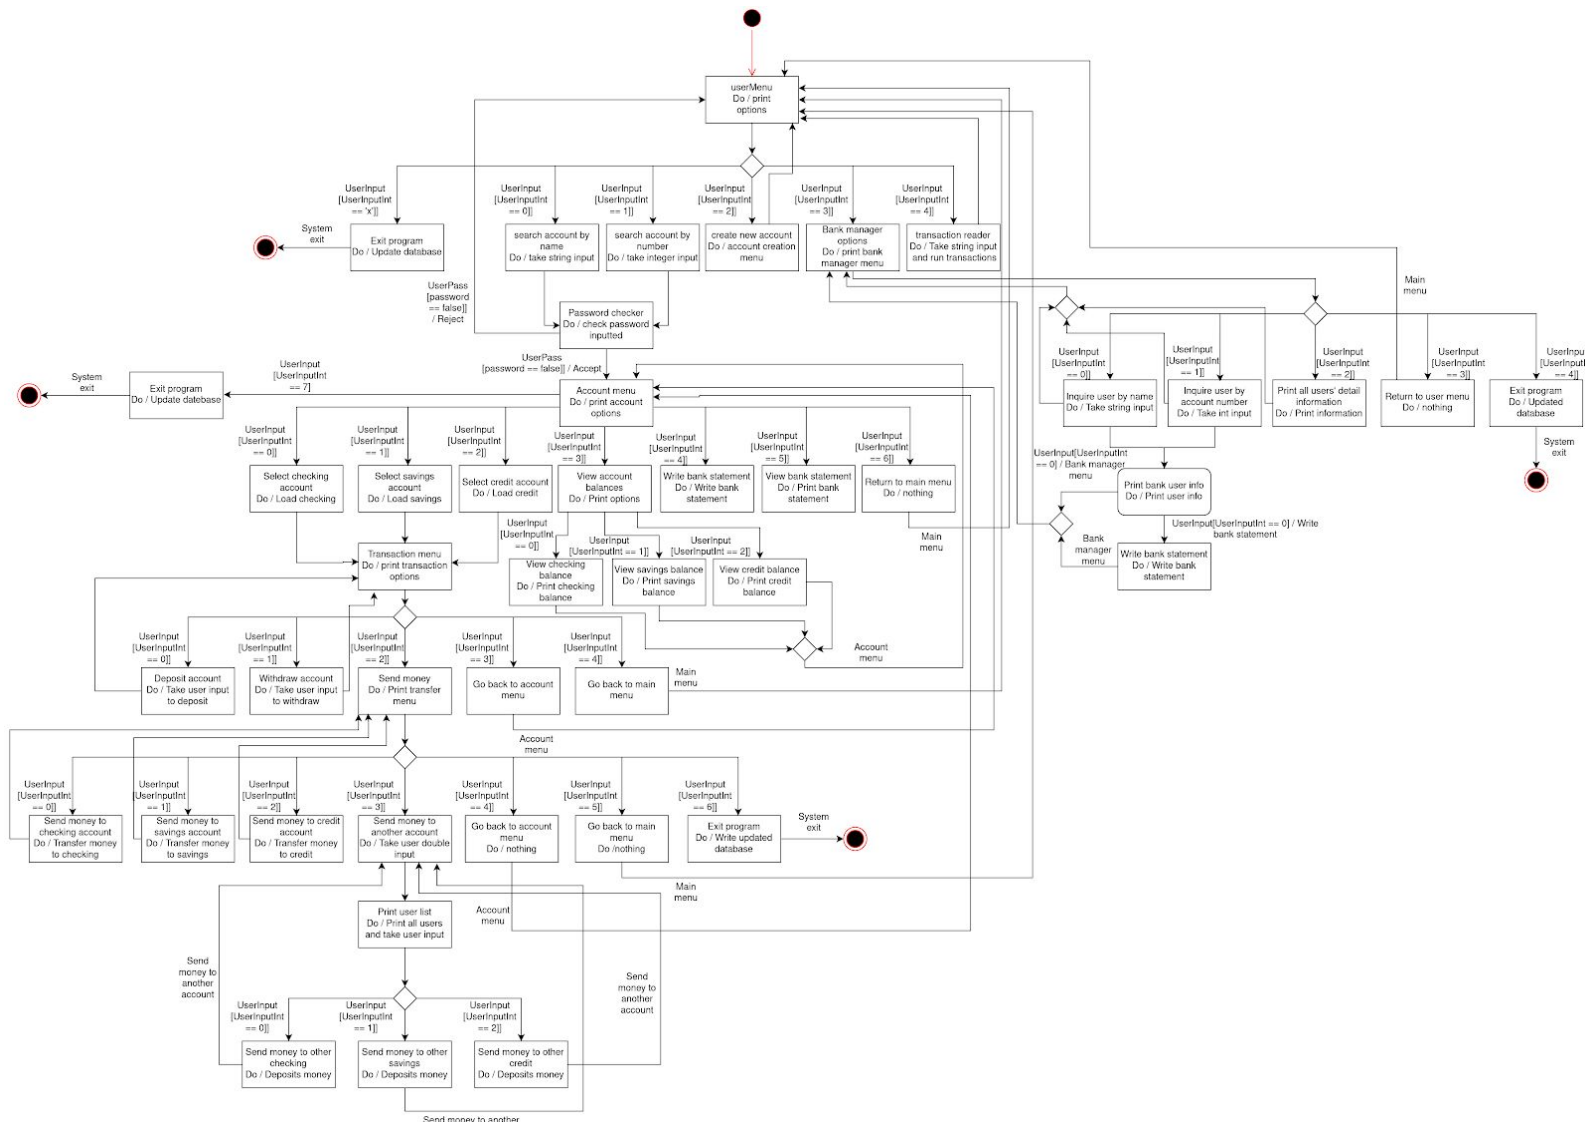 userMenu
Do / print
options
UserInput
[UserInputInt
== 'x']]
UserInput
[UserInputInt
== 0]]
UserInput
[UserInputInt
== 1]]
UserInput
[UserInputInt
== 2]]
UserInput
[UserInputInt
== 3]]
UserInput
[UserInputInt
== 4]]
System
exit
Exit program
Do / Update database
search account by
name
Do / take string input
search account by
number
Do / take integer input
create new account
Do / account creation
menu
Bank manager
options
Do / print bank
manager menu
transaction reader
Do / Take string input
and run transactions
UserPass
[password
== false]]
/ Reject
Password checker
Do / check password
inputted
Main
menu
UserPass
[password == false]] / Accept
System
exit
Exit program
Do / Update datebase
UserInput
[UserInputInt
== 7]
Account menu
Do / print account
options
UserInput
[UserInputInt
== 0]]
UserInput
[UserInputInt
== 1]]
UserInput
[UserInputInt
== 2]]
UserInput
[UserInputInt
== 3]]
UserInput
[UserInputInt
== 4]]
Inquire user by name
Do / Take string input
Inquire user by
account number
Do / Take int input
Print all users' detail
information
Do / Print information
Return to user menu
Do / nothing
Exit program
Do / Updated
database
System
exit
UserInput
[UserInputInt
== 0]]
UserInput
[UserInputInt
== 1]]
UserInput
[UserInputInt
== 2]]
UserInput
[UserInputInt
== 3]]
UserInput
[UserInputInt
== 4]]
UserInput
[UserInputInt
== 5]]
UserInput
[UserInputInt
== 6]]
Select checking
account
Do / Load checking
Select savings
account
Do / Load savings
Select credit account
Do / Load credit
View account
balances
Do / Print options
Write bank statement
Do / Write bank
statement
View bank statement
Do / Print bank
statement
Return to main menu
Do / nothing
UserInput[UserInputInt
== 0] / Bank manager
menu
Print bank user info
Do / Print user info
UserInput[UserInputInt == 0] / Write
bank statement
Bank
manager
menu
Write bank statement
Do / Write bank
statement
Main
menu
UserInput
[UserInputInt
== 0]]
UserInput
[UserInputInt == 1]]
UserInput
[UserInputInt == 2]]
Transaction menu
Do / print transaction
options
View checking
balance
Do / Print checking
balance
View savings balance
Do / Print savings
balance
View credit balance
Do / Print credit
balance
Account
menu
UserInput
[UserInputInt
== 0]]
UserInput
[UserInputInt
== 1]]
UserInput
[UserInputInt
== 2]]
UserInput
[UserInputInt
== 3]]
UserInput
[UserInputInt
== 4]]
Deposit account
Do / Take user input
to deposit
Withdraw account
Do / Take user input
to withdraw
Send money
Do / Print transfer
menu
Go back to account
menu
Go back to main
menu
Main
menu
Account
menu
UserInput
[UserInputInt
== 0]]
UserInput
[UserInputInt
== 1]]
UserInput
[UserInputInt
== 2]]
UserInput
[UserInputInt
== 3]]
UserInput
[UserInputInt
== 4]]
UserInput
[UserInputInt
== 5]]
UserInput
[UserInputInt
== 6]]
Send money to
checking account
Do / Transfer money
to checking
Send money to
savings account
Do / Transfer money
to savings
Send money to credit
account
Do / Transfer money
to credit
Send money to
another account
Do / Take user double
input
Go back to account
menu
Do / nothing
Go back to main
menu
Do /nothing
Exit program
Do / Write updated
database
System
exit
Main
menu
Account
menu
Print user list
Do / Print all users
and take user input
Send
money to
another
account
Send
money to
another
account
UserInput
[UserInputInt
== 0]]
UserInput
[UserInputInt
== 1]]
UserInput
[UserInputInt
== 2]]
Send money to other
checking
Do / Deposits money
Send money to other
savings
Do / Deposits money
Send money to other
credit
Do / Deposits money
Send money to another